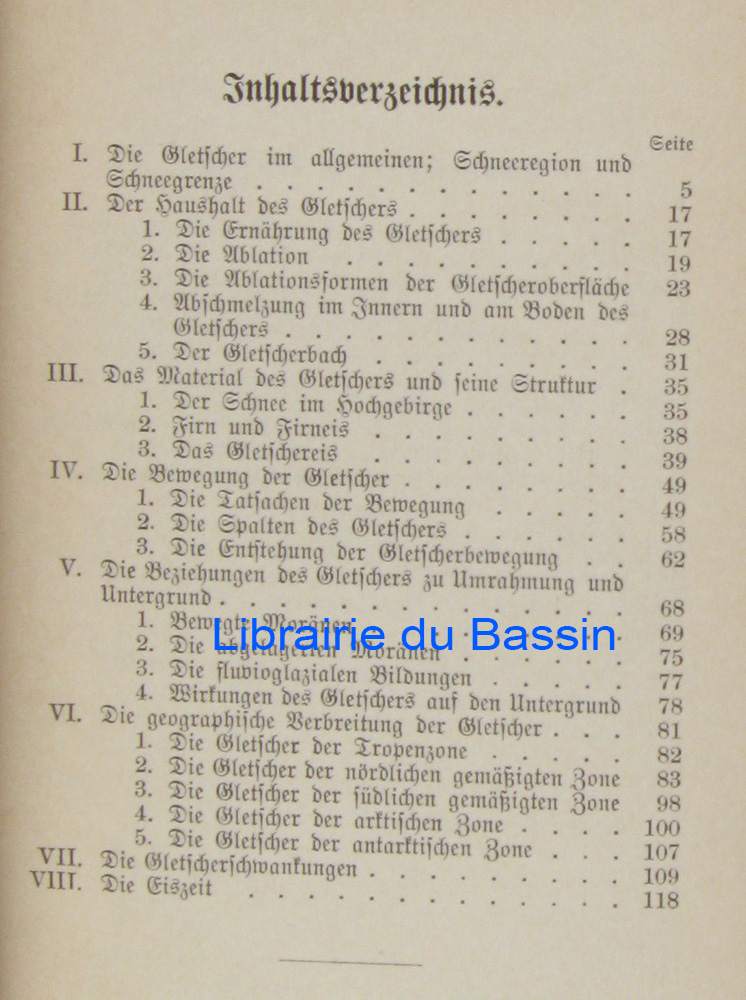 Inhaltsverzeichnis.
Seite
I. Die Gletscher im allgemeinen; Schneeregion und
Schneegrenze . . . . . . . . . . . . 5
II. Der Haushalt des Gletschers . . . . . . . . 17
1. Die Ernährung des Gletschers . . . . . 17
2. Die Ablation . . . . . . . . . . 19
3. Die Ablationsformen der Gletscheroberfläche 23
4. Abschmelzung im Innern und am Boden des
Gletschers . . . . . . . . . . . . 28
5. Der Gletscherbach . . . . . . . . . 31
III. Das Material des Gletschers und seine Struktur . 35
1. Der Schnee im Hochgebirge . . . . . . 35
2. Firn und Firneis . . . . . . . . . 38
3. Das Gletschereis . . . . . . . . . 39
IV. Die Bewegung der Gletscher . . . . . . . . 49
1. Die Tatsachen der Bewegung . . . . . 49
2. Die Spalten des Gletschers . . . . . . 58
3. Die Entstehung der Gletscherbewegung . . 62
V. Die Beziehungen des Gletschers zu Umrahmung und
Untergrund . . . . . . . . . . . . . 68
1. Bewegte Moränen . . . . . . . . . 69
Librairie du Bassin
2. Die abgelagerten Moränen . . . . . . 75
3. Die fluvioglazialen Bildungen . . . . . 77
4. Wirkungen des Gletschers auf den Untergrund 78
VI. Die geographische Verbreitung der Gletscher . . . 81
1. Die Gletscher der Tropenzone . . . . . 82
2. Die Gletscher der nördlichen gemäßigten Zone 83
3. Die Gletscher der südlichen gemäßigten Zone 98
4. Die Gletscher der arktischen Zone . . . . 100
5. Die Gletscher der antarktischen Zone . . . 107
VII. Die Gletscherschwankungen . . . . . . . . 109
VIII. Die Eiszeit . . . . . . . . . . . . . 118